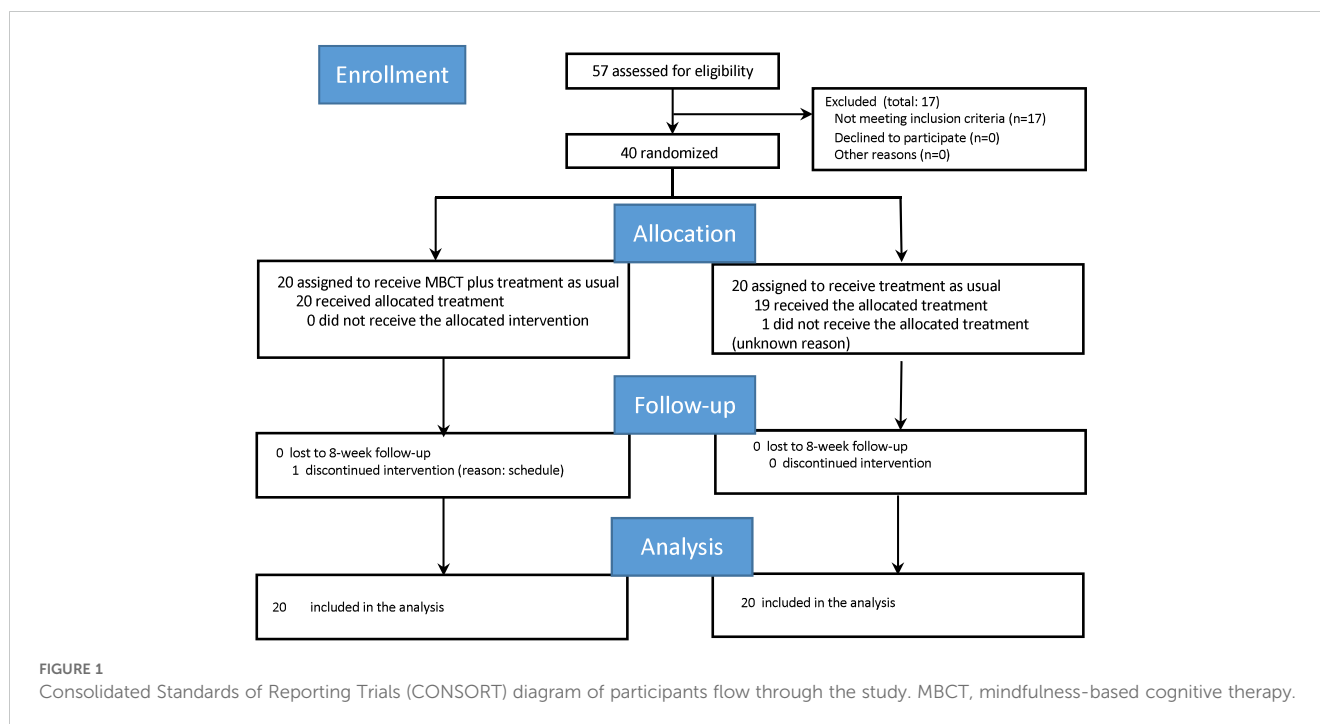 Enrollment
57 assessed for eligibility
Excluded (total: 17)
Not meeting inclusion criteria (n=17)
Declined to participate (n=0)
Other reasons (n=0)
40 randomized
Allocation
20 assigned to receive MBCT plus treatment as usual
20 received allocated treatment
0 did not receive the allocated intervention
20 assigned to receive treatment as usual
19 received the allocated treatment
1 did not receive the allocated treatment
(unknown reason)
Follow-up
0 lost to 8-week follow-up
1 discontinued intervention (reason: schedule)
0 lost to 8-week follow-up
0 discontinued intervention
Analysis
20 included in the analysis
20 included in the analysis
FIGURE 1
Consolidated Standards of Reporting Trials (CONSORT) diagram of participants flow through the study. MBCT, mindfulness-based cognitive therapy.